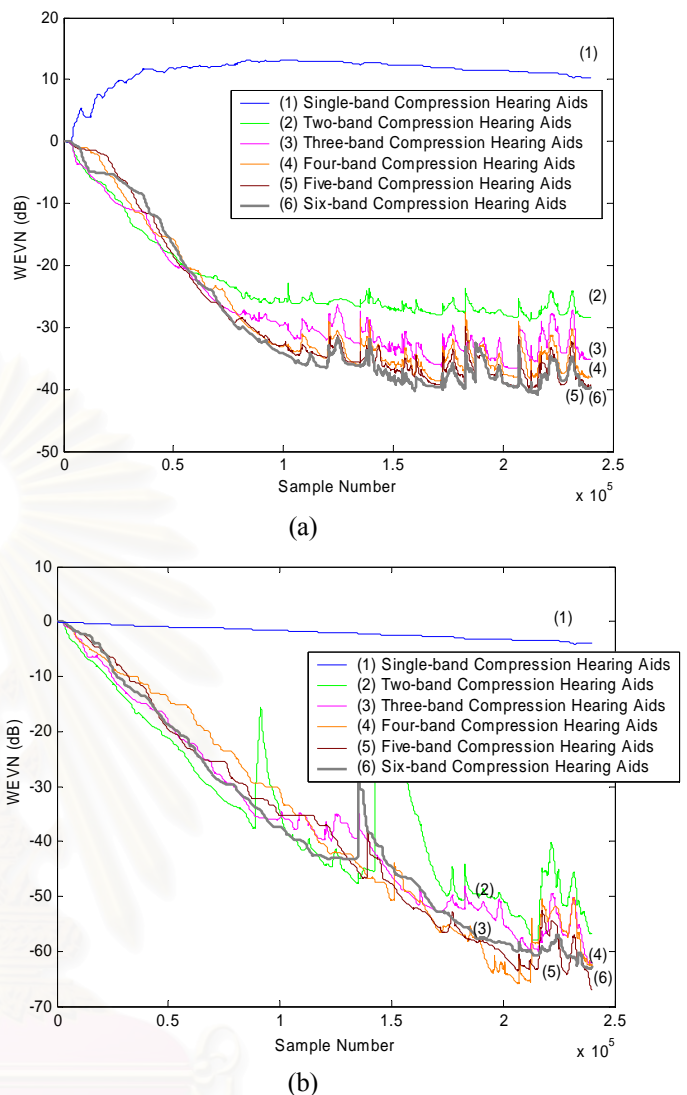 20
(1)
10
(1) Single-band Compression Hearing Aids
(2) Two-band Compression Hearing Aids
(3) Three-band Compression Hearing Aids
(4) Four-band Compression Hearing Aids
(5) Five-band Compression Hearing Aids
(6) Six-band Compression Hearing Aids
0
-10
WEVN (dB)
-20
(2)
-30
(3)
(4)
-40
(5) (6)
-50
0 0.5 1 1.5 2 2.5
Sample Number
x 10^5
(a)
10
(1)
0
(1) Single-band Compression Hearing Aids
(2) Two-band Compression Hearing Aids
(3) Three-band Compression Hearing Aids
(4) Four-band Compression Hearing Aids
(5) Five-band Compression Hearing Aids
(6) Six-band Compression Hearing Aids
-10
-20
WEVN (dB)
-30
-40
(2)
-50
(3)
(4)
-60
(5) (6)
-70
0 0.5 1 1.5 2 2.5
Sample Number
x 10^5
(b)